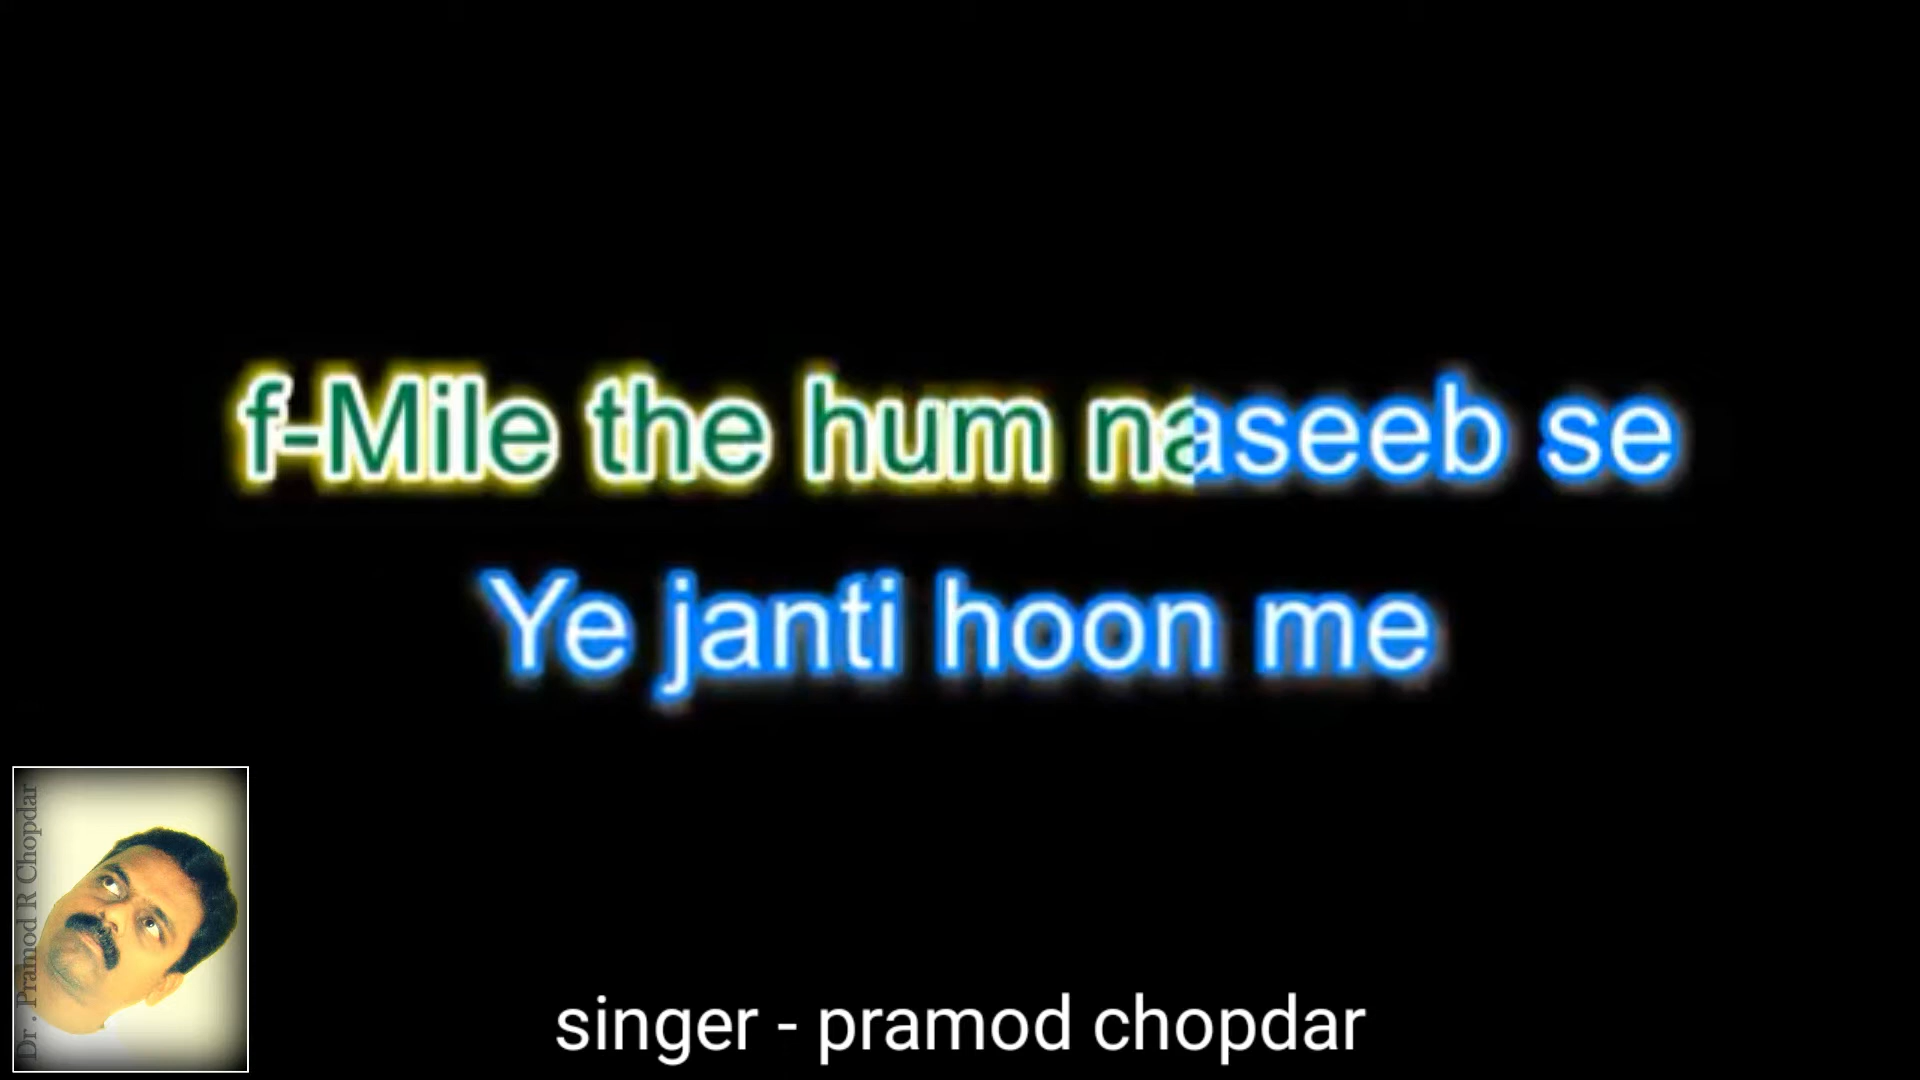 f-Mile the hum naseeb se
Ye janti hoon me
Dr . Pramod R Chopdar
singer - pramod chopdar